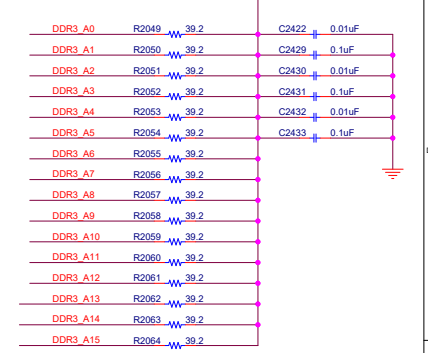 DDR3_A0 R2049 39.2 C2422 0.01uF
DDR3_A1 R2050 39.2 C2429 0.1uF
DDR3_A2 R2051 39.2 C2430 0.01uF
DDR3_A3 R2052 39.2 C2431 0.1uF
DDR3_A4 R2053 39.2 C2432 0.01uF
DDR3_A5 R2054 39.2 C2433 0.1uF
DDR3_A6 R2055 39.2
DDR3_A7 R2056 39.2
DDR3_A8 R2057 39.2
DDR3_A9 R2058 39.2
DDR3_A10 R2059 39.2
DDR3_A11 R2060 39.2
DDR3_A12 R2061 39.2
DDR3_A13 R2062 39.2
DDR3_A14 R2063 39.2
DDR3_A15 R2064 39.2